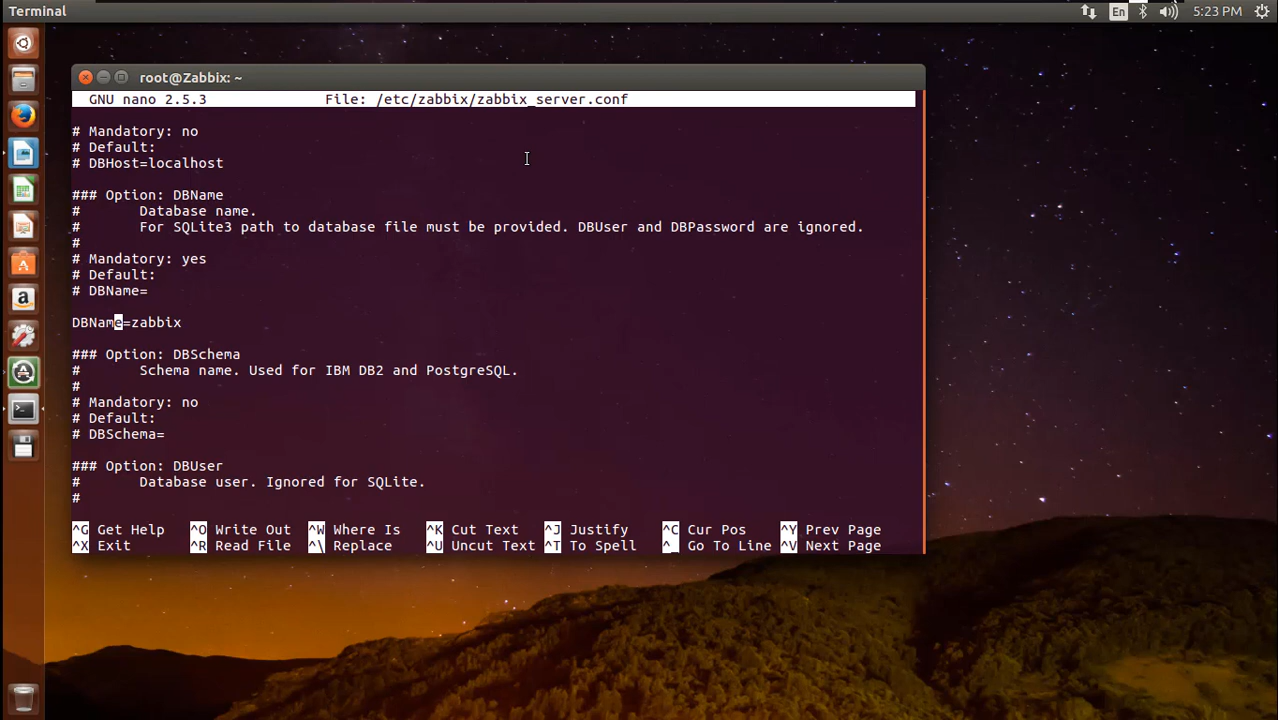 Terminal
En
5:23 PM
root@Zabbix: ~
GNU nano 2.5.3 File: /etc/zabbix/zabbix_server.conf
# Mandatory: no
# Default:
# DBHost=localhost
### Option: DBName
# Database name.
# For SQLite3 path to database file must be provided. DBUser and DBPassword are ignored.
#
# Mandatory: yes
# Default:
# DBName=
DBName=zabbix
### Option: DBSchema
# Schema name. Used for IBM DB2 and PostgreSQL.
#
# Mandatory: no
# Default:
# DBSchema=
### Option: DBUser
# Database user. Ignored for SQLite.
#
^G Get Help ^O Write Out ^W Where Is ^K Cut Text ^J Justify ^C Cur Pos ^Y Prev Page
^X Exit ^R Read File ^\ Replace ^U Uncut Text ^T To Spell ^_ Go To Line ^V Next Page